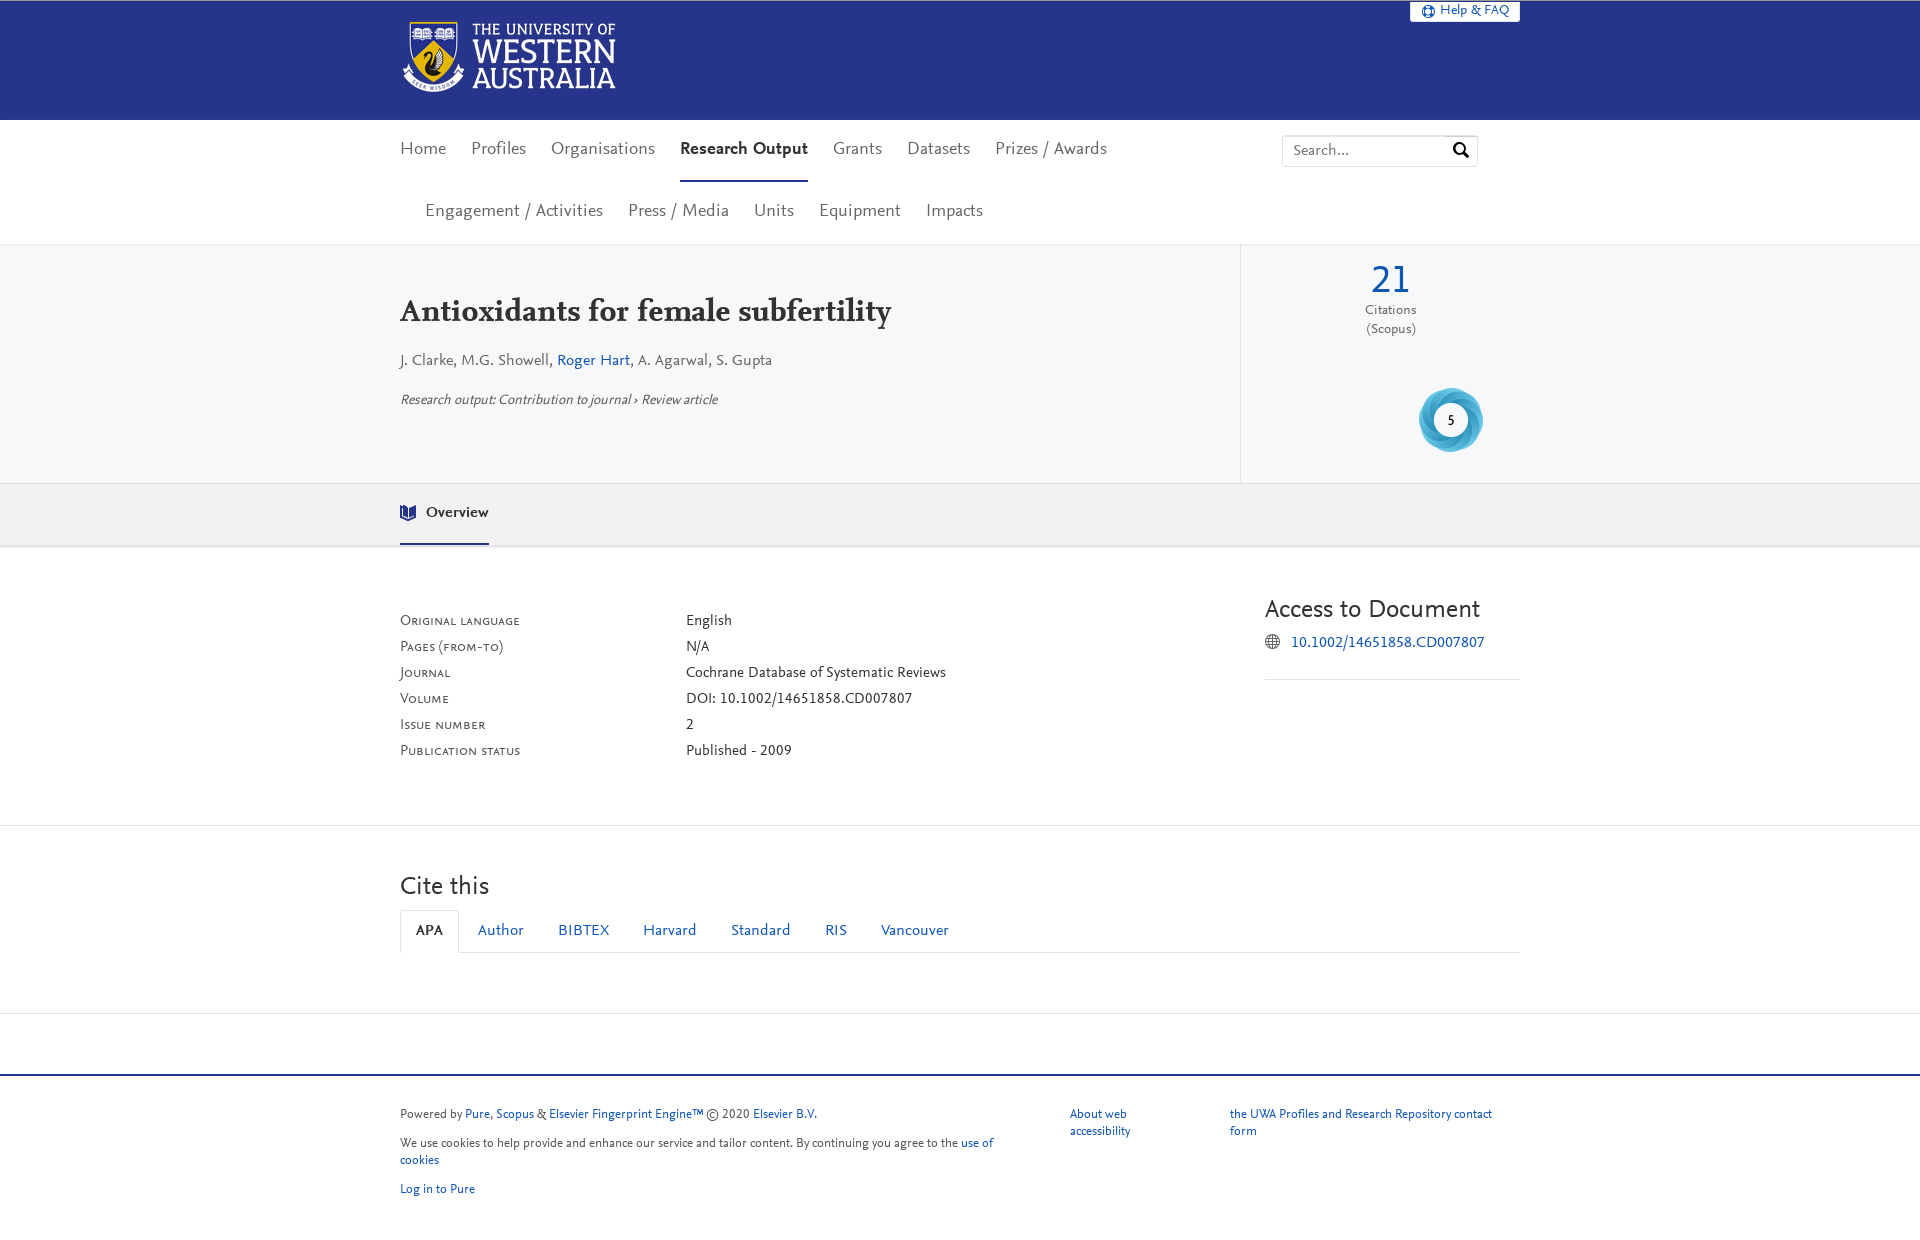 Help & FAQ
THE UNIVERSITY OF
WESTERN
AUSTRALIA
SEEK WISDOM
Home Profiles Organisations Research Output Grants Datasets Prizes / Awards
Search...
Engagement / Activities Press / Media Units Equipment Impacts
Antioxidants for female subfertility
J. Clarke, M.G. Showell, Roger Hart, A. Agarwal, S. Gupta
Research output: Contribution to journal › Review article
21
Citations
(Scopus)
5
Overview
Original language English
Pages (from-to) N/A
Journal Cochrane Database of Systematic Reviews
Volume DOI: 10.1002/14651858.CD007807
Issue number 2
Publication status Published - 2009
Access to Document
10.1002/14651858.CD007807
Cite this
APA Author BIBTEX Harvard Standard RIS Vancouver
Powered by Pure, Scopus & Elsevier Fingerprint Engine™ © 2020 Elsevier B.V.
We use cookies to help provide and enhance our service and tailor content. By continuing you agree to the use of
cookies
Log in to Pure
About web
accessibility
the UWA Profiles and Research Repository contact
form